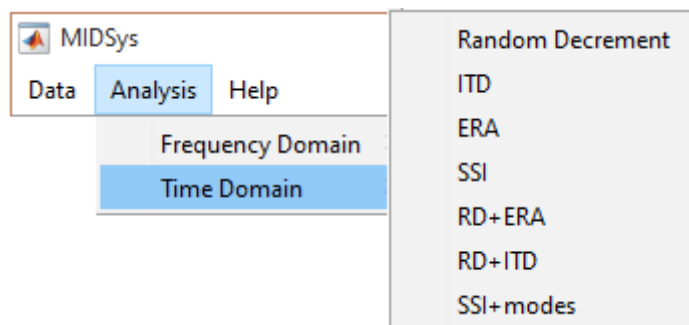 MIDSys
Data Analysis Help
Frequency Domain
Time Domain
Random Decrement
ITD
ERA
SSI
RD+ERA
RD+ITD
SSI+modes